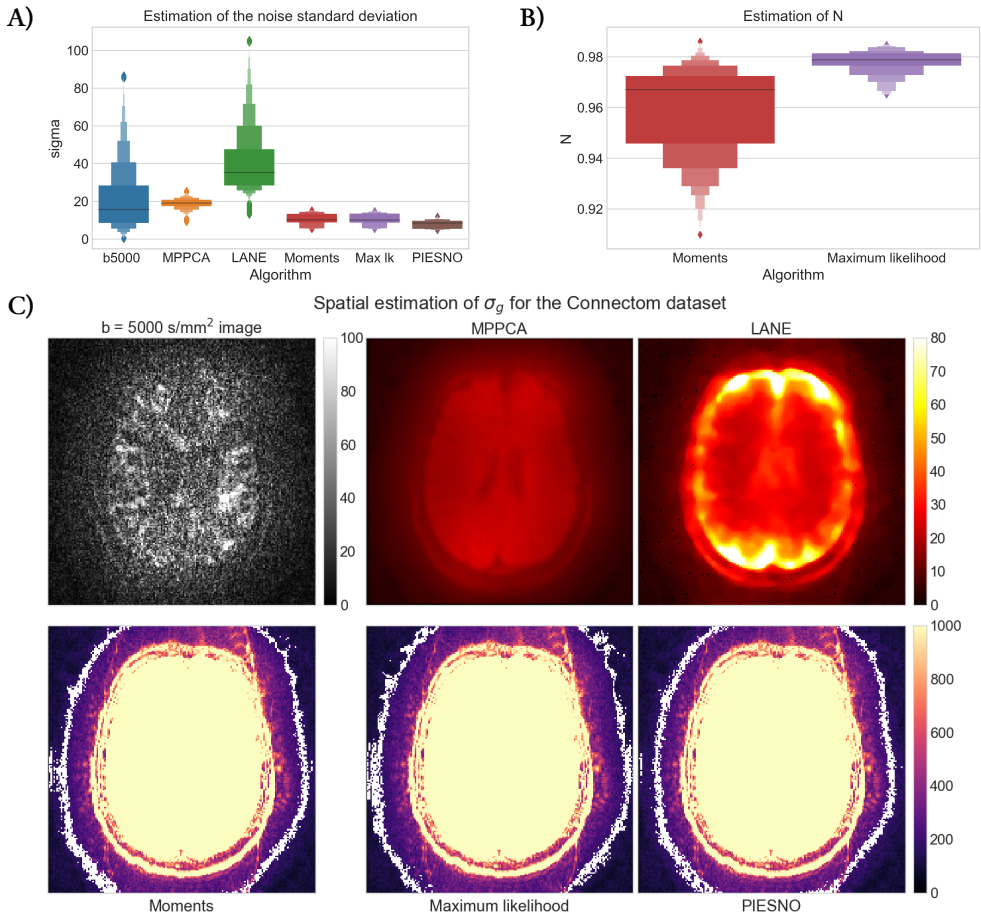 A)
Estimation of the noise standard deviation
sigma
100
80
60
40
20
0
b5000 MPPCA LANE Moments Max lk PIESNO
Algorithm
B)
Estimation of N
N
0.98
0.96
0.94
0.92
Moments Maximum likelihood
Algorithm
C)
Spatial estimation of σg for the Connectom dataset
b = 5000 s/mm² image
MPPCA
LANE
100
80
60
40
20
0
80
70
60
50
40
30
20
10
0
1000
800
600
400
200
0
Moments
Maximum likelihood
PIESNO